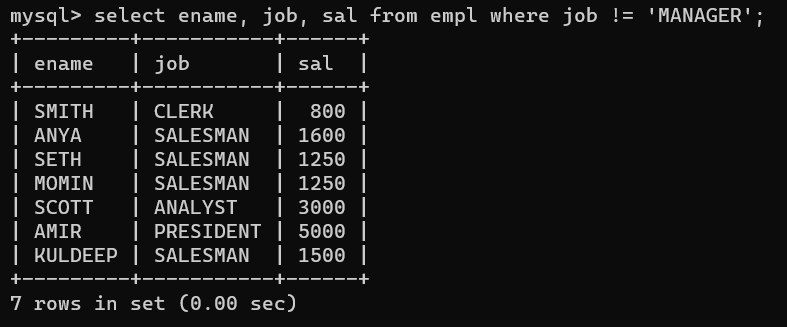 mysql> select ename, job, sal from empl where job != 'MANAGER';
+---------+-----------+------+
| ename   | job       | sal  |
+---------+-----------+------+
| SMITH   | CLERK     |  800 |
| ANYA    | SALESMAN  | 1600 |
| SETH    | SALESMAN  | 1250 |
| MOMIN   | SALESMAN  | 1250 |
| SCOTT   | ANALYST   | 3000 |
| AMIR    | PRESIDENT | 5000 |
| KULDEEP | SALESMAN  | 1500 |
+---------+-----------+------+
7 rows in set (0.00 sec)